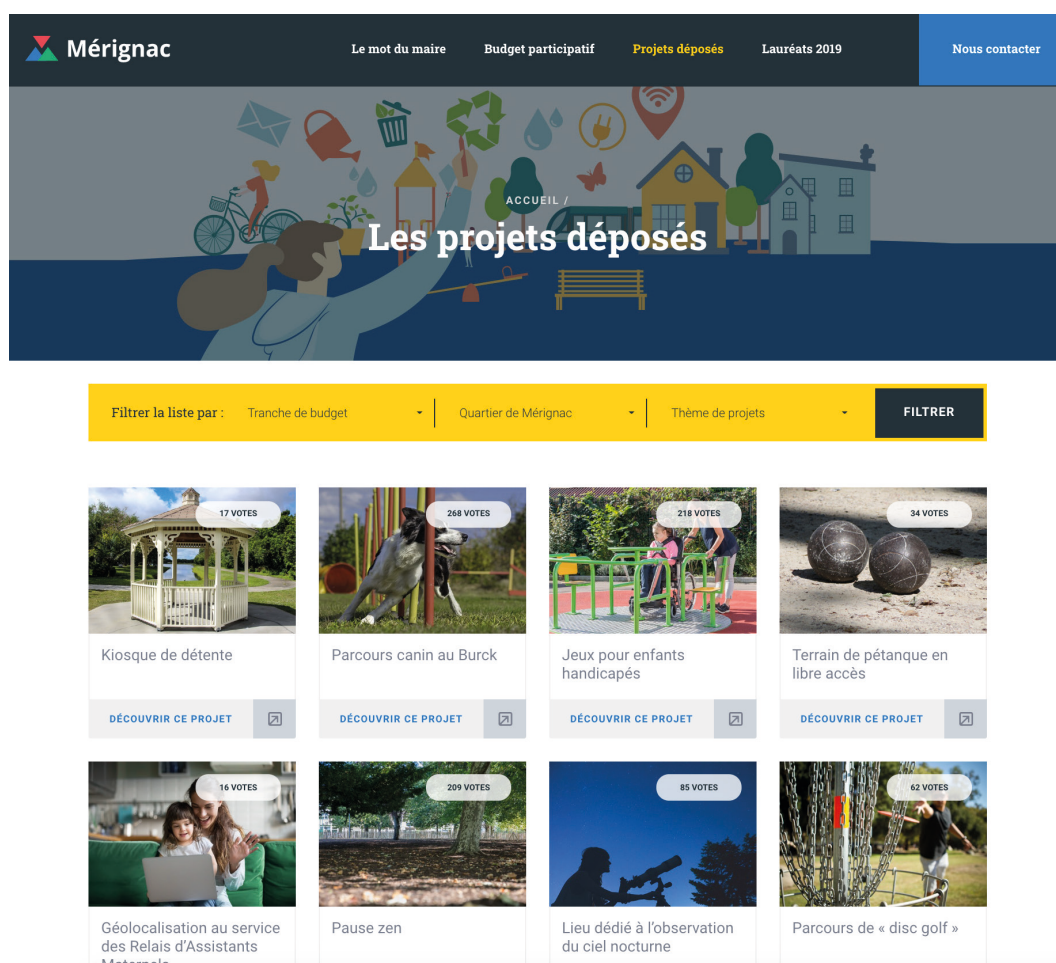 Mérignac
Le mot du maire
Budget participatif
Projets déposés
Lauréats 2019
Nous contacter
ACCUEIL /
Les projets déposés
Filtrer la liste par :
Tranche de budget
Quartier de Mérignac
Thème de projets
FILTRER
17 VOTES
268 VOTES
218 VOTES
34 VOTES
Kiosque de détente
Parcours canin au Burck
Jeux pour enfants
handicapés
Terrain de pétanque en
libre accès
DÉCOUVRIR CE PROJET
DÉCOUVRIR CE PROJET
DÉCOUVRIR CE PROJET
DÉCOUVRIR CE PROJET
16 VOTES
209 VOTES
85 VOTES
62 VOTES
Géolocalisation au service
des Relais d'Assistants
Pause zen
Lieu dédié à l'observation
du ciel nocturne
Parcours de « disc golf »